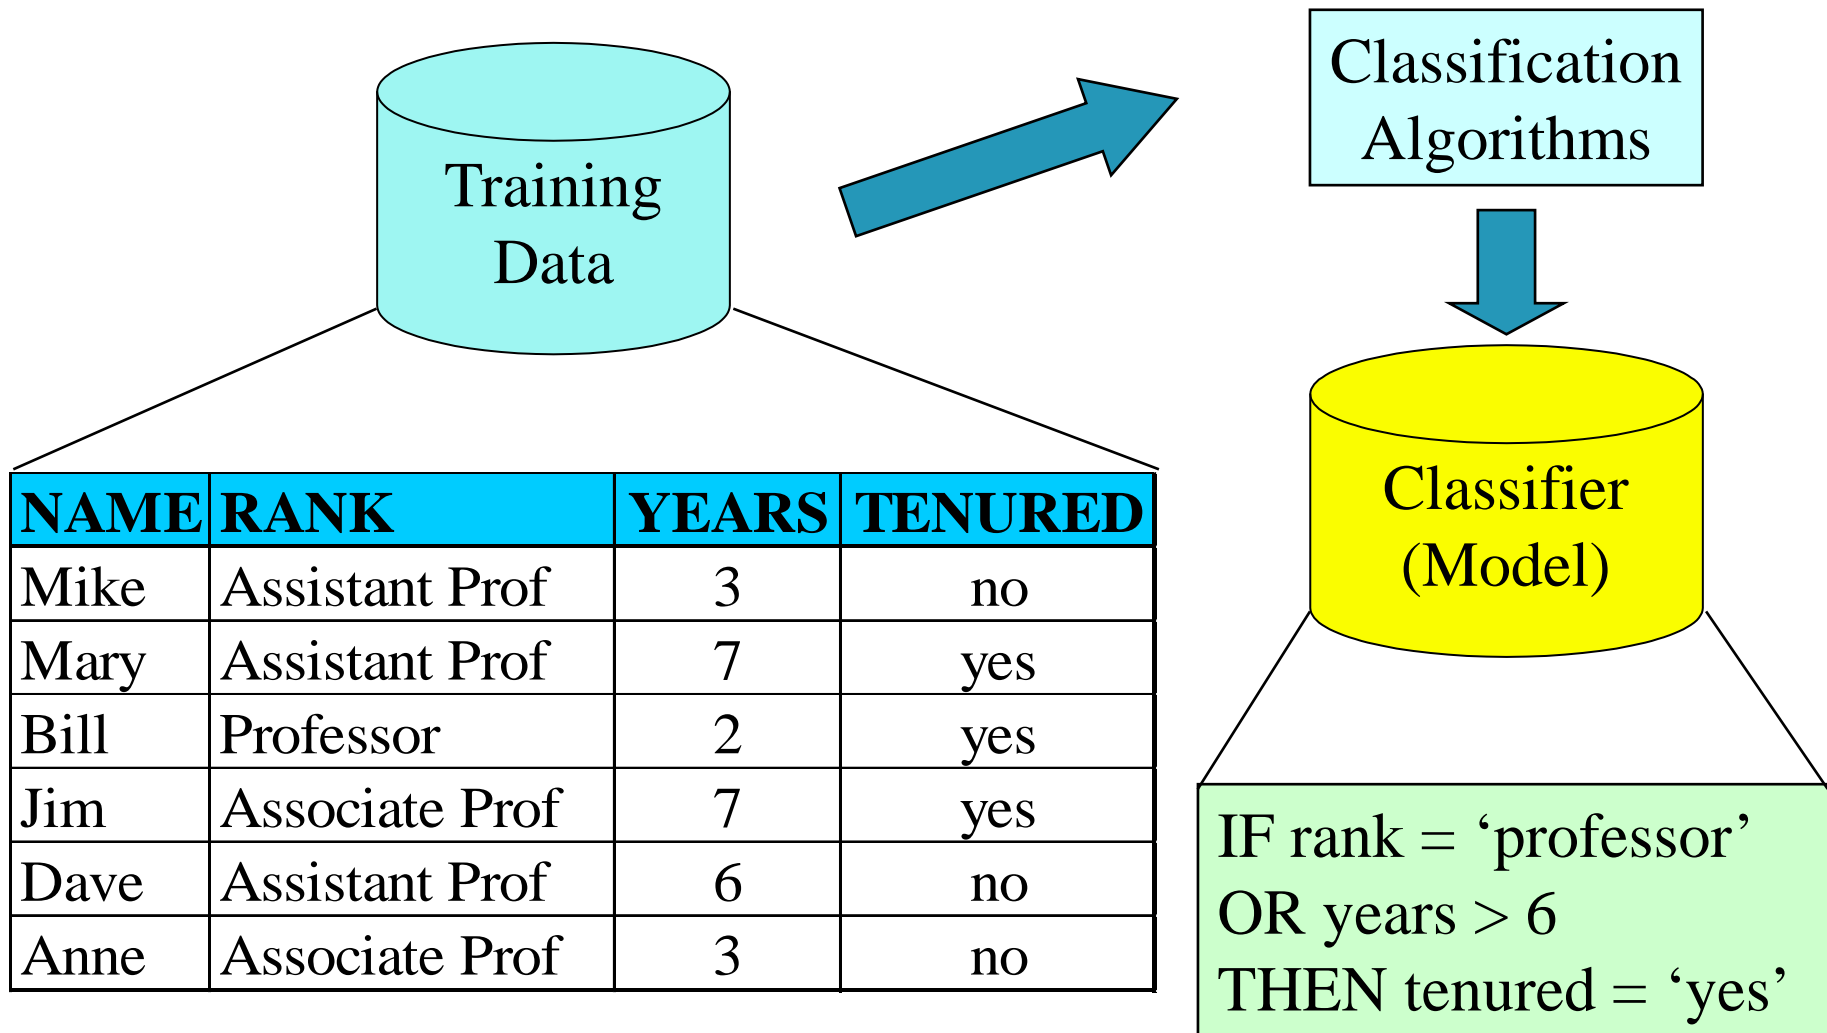 Training
Data
Classification
Algorithms
NAME RANK YEARS TENURED
Mike Assistant Prof 3 no
Mary Assistant Prof 7 yes
Bill Professor 2 yes
Jim Associate Prof 7 yes
Dave Assistant Prof 6 no
Anne Associate Prof 3 no
Classifier
(Model)
IF rank = ‘professor’
OR years > 6
THEN tenured = ‘yes’